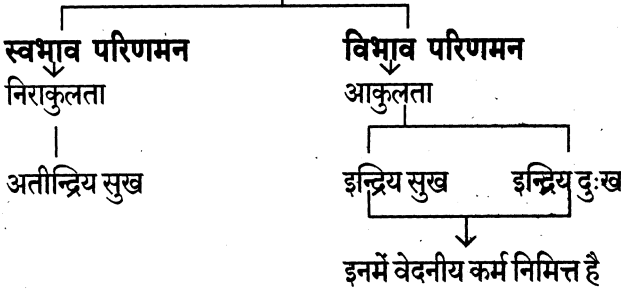 स्वभाव परिणमन विभाव परिणमन
निराकुलता आकुलता
अतीन्द्रिय सुख इन्द्रिय सुख इन्द्रिय दुःख
इनमें वेदनीय कर्म निमित्त है